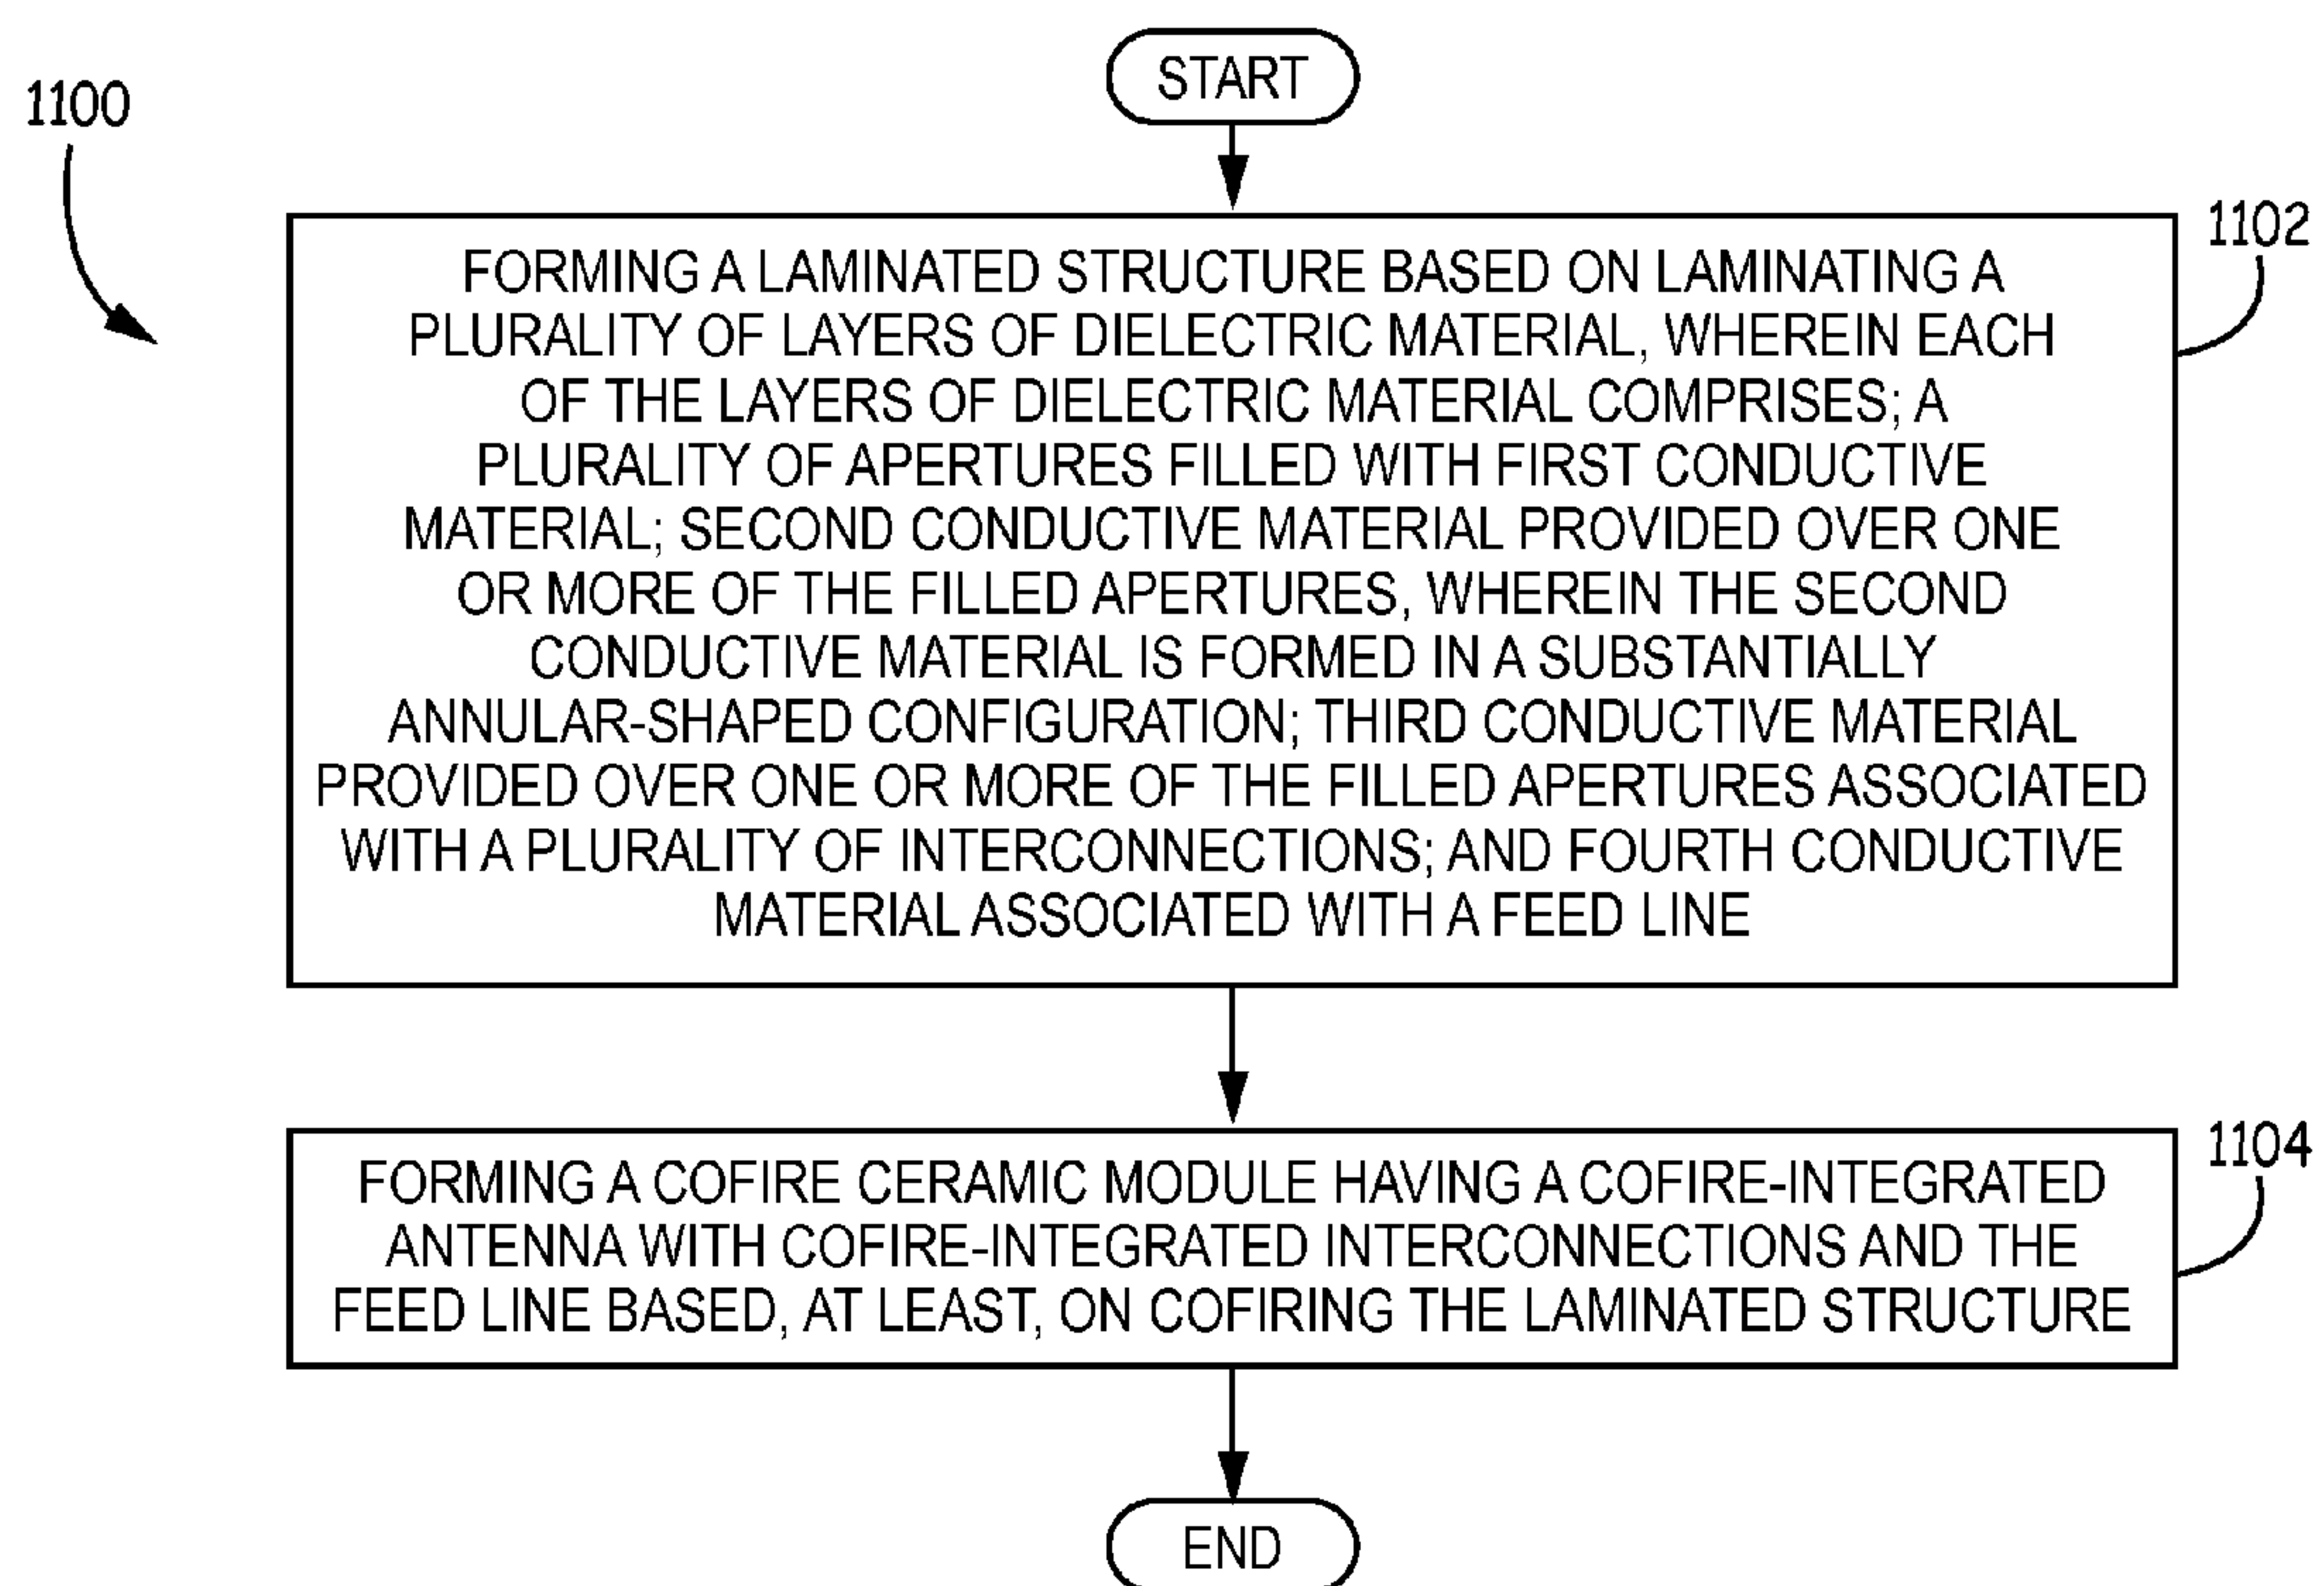 START
1100
1102
FORMING A LAMINATED STRUCTURE BASED ON LAMINATING A
PLURALITY OF LAYERS OF DIELECTRIC MATERIAL, WHEREIN EACH
OF THE LAYERS OF DIELECTRIC MATERIAL COMPRISES; A
PLURALITY OF APERTURES FILLED WITH FIRST CONDUCTIVE
MATERIAL; SECOND CONDUCTIVE MATERIAL PROVIDED OVER ONE
OR MORE OF THE FILLED APERTURES, WHEREIN THE SECOND
CONDUCTIVE MATERIAL IS FORMED IN A SUBSTANTIALLY
ANNULAR-SHAPED CONFIGURATION; THIRD CONDUCTIVE MATERIAL
PROVIDED OVER ONE OR MORE OF THE FILLED APERTURES ASSOCIATED
WITH A PLURALITY OF INTERCONNECTIONS; AND FOURTH CONDUCTIVE
MATERIAL ASSOCIATED WITH A FEED LINE
1104
FORMING A COFIRE CERAMIC MODULE HAVING A COFIRE-INTEGRATED
ANTENNA WITH COFIRE-INTEGRATED INTERCONNECTIONS AND THE
FEED LINE BASED, AT LEAST, ON COFIRING THE LAMINATED STRUCTURE
END